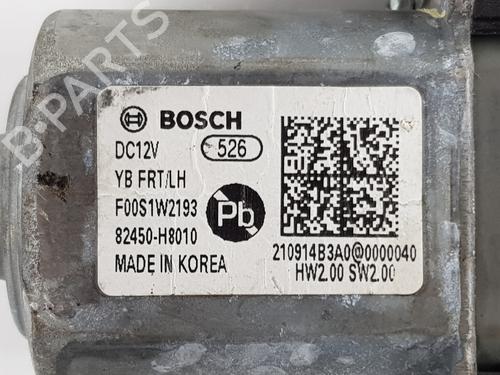 BOSCH
DC12V 526
YB FRT/LH
F00S1W2193
Pb
82450-H8010
MADE IN KOREA
210914B3A0@0000040
HW2.00 SW2.00
B-PARTS